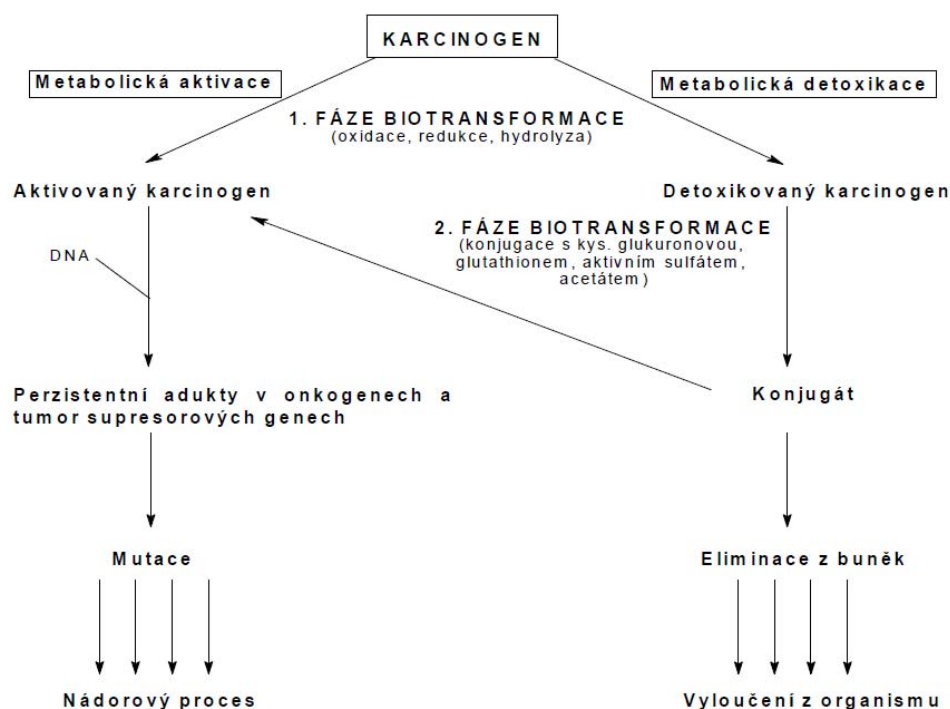 KARCINOGEN
Metabolická aktivace
Metabolická detoxikace
1. FÁZE BIOTRANSFORMACE
(oxidace, redukce, hydrolyza)
Aktivovaný karcinogen
Detoxikovaný karcinogen
2. FÁZE BIOTRANSFORMACE
(konjugace s kys. glukuronovou,
glutathionem, aktivním sulfátem,
acetátem)
DNA
Perzistentní adukty v onkogenech a
tumor supresorových genech
Konjugát
Mutace
Eliminace z buněk
Nádorový proces
Vyloučení z organismu